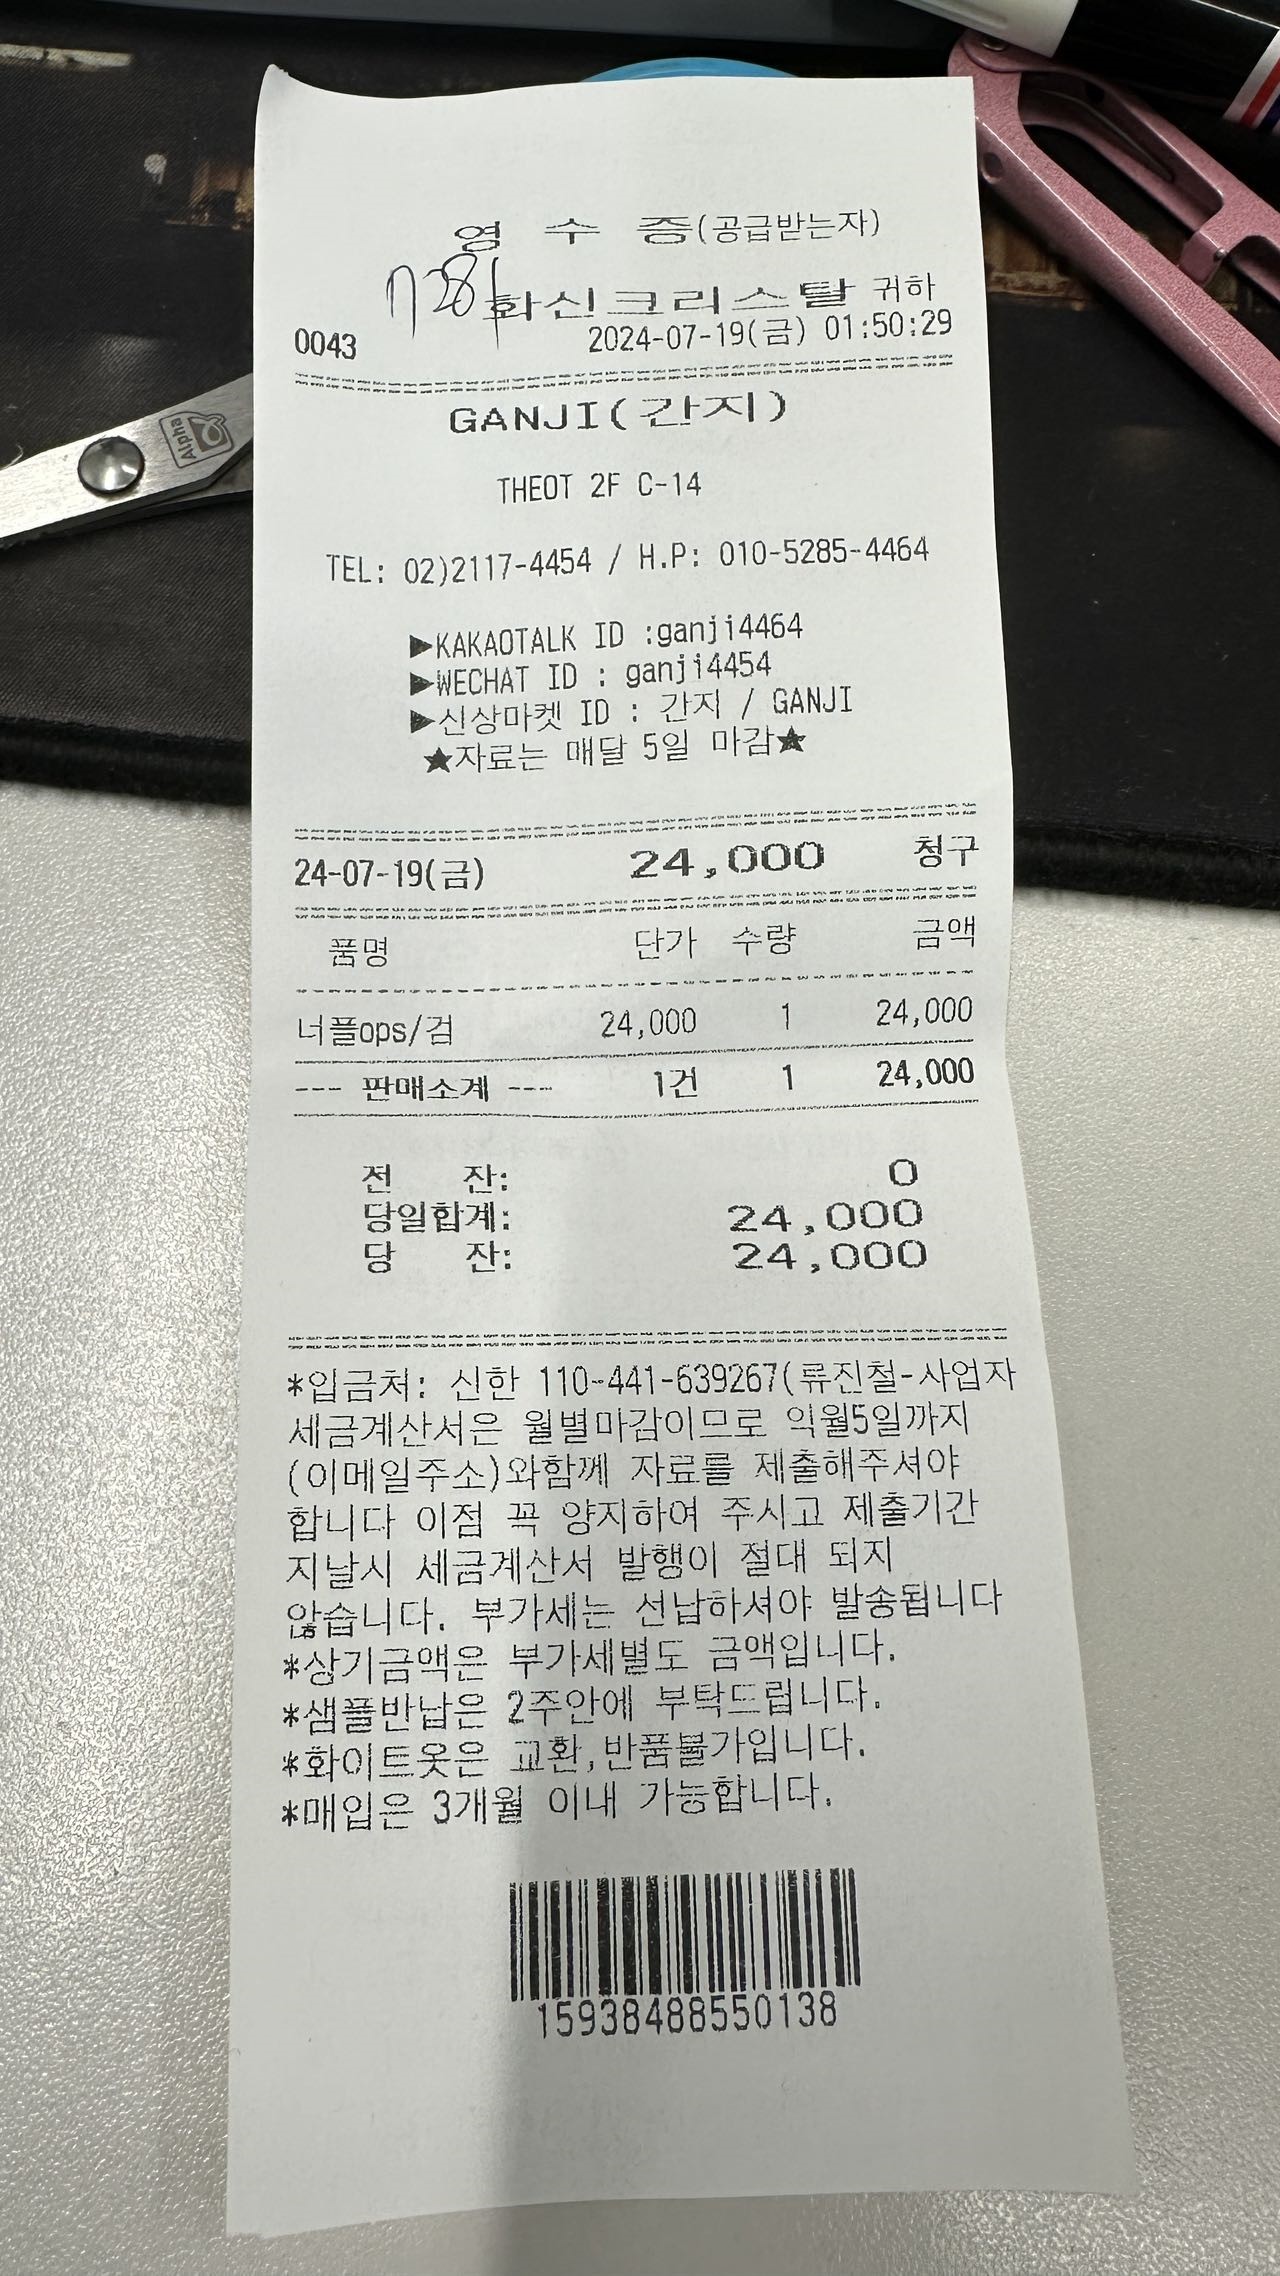 영 수 증(공급받는자)
화신크리스탈 귀하
0043 2024-07-19(금) 01:50:29
GANJI(간지)
THEOT 2F C-14
TEL: 02)2117-4454 / H.P: 010-5285-4464
▶KAKAOTALK ID :ganji4464
▶WECHAT ID : ganji4454
▶신상마켓 ID : 간지 / GANJI
★자료는 매달 5일 마감★
24-07-19(금) 24,000 청구
품명 단가 수량 금액
너플ops/검 24,000 1 24,000
--- 판매소계 --- 1건 1 24,000
전 잔: 0
당일합계: 24,000
당 잔: 24,000
*입금처: 신한 110-441-639267(류진철-사업자
세금계산서은 월별마감이므로 익월5일까지
(이메일주소)와함께 자료를 제출해주셔야
합니다 이점 꼭 양지하여 주시고 제출기간
지날시 세금계산서 발행이 절대 되지
않습니다. 부가세는 선납하셔야 발송됩니다
*상기금액은 부가세별도 금액입니다.
*샘플반납은 2주안에 부탁드립니다.
*화이트옷은 교환,반품불가입니다.
*매입은 3개월 이내 가능합니다.
15938488550138
Alpha